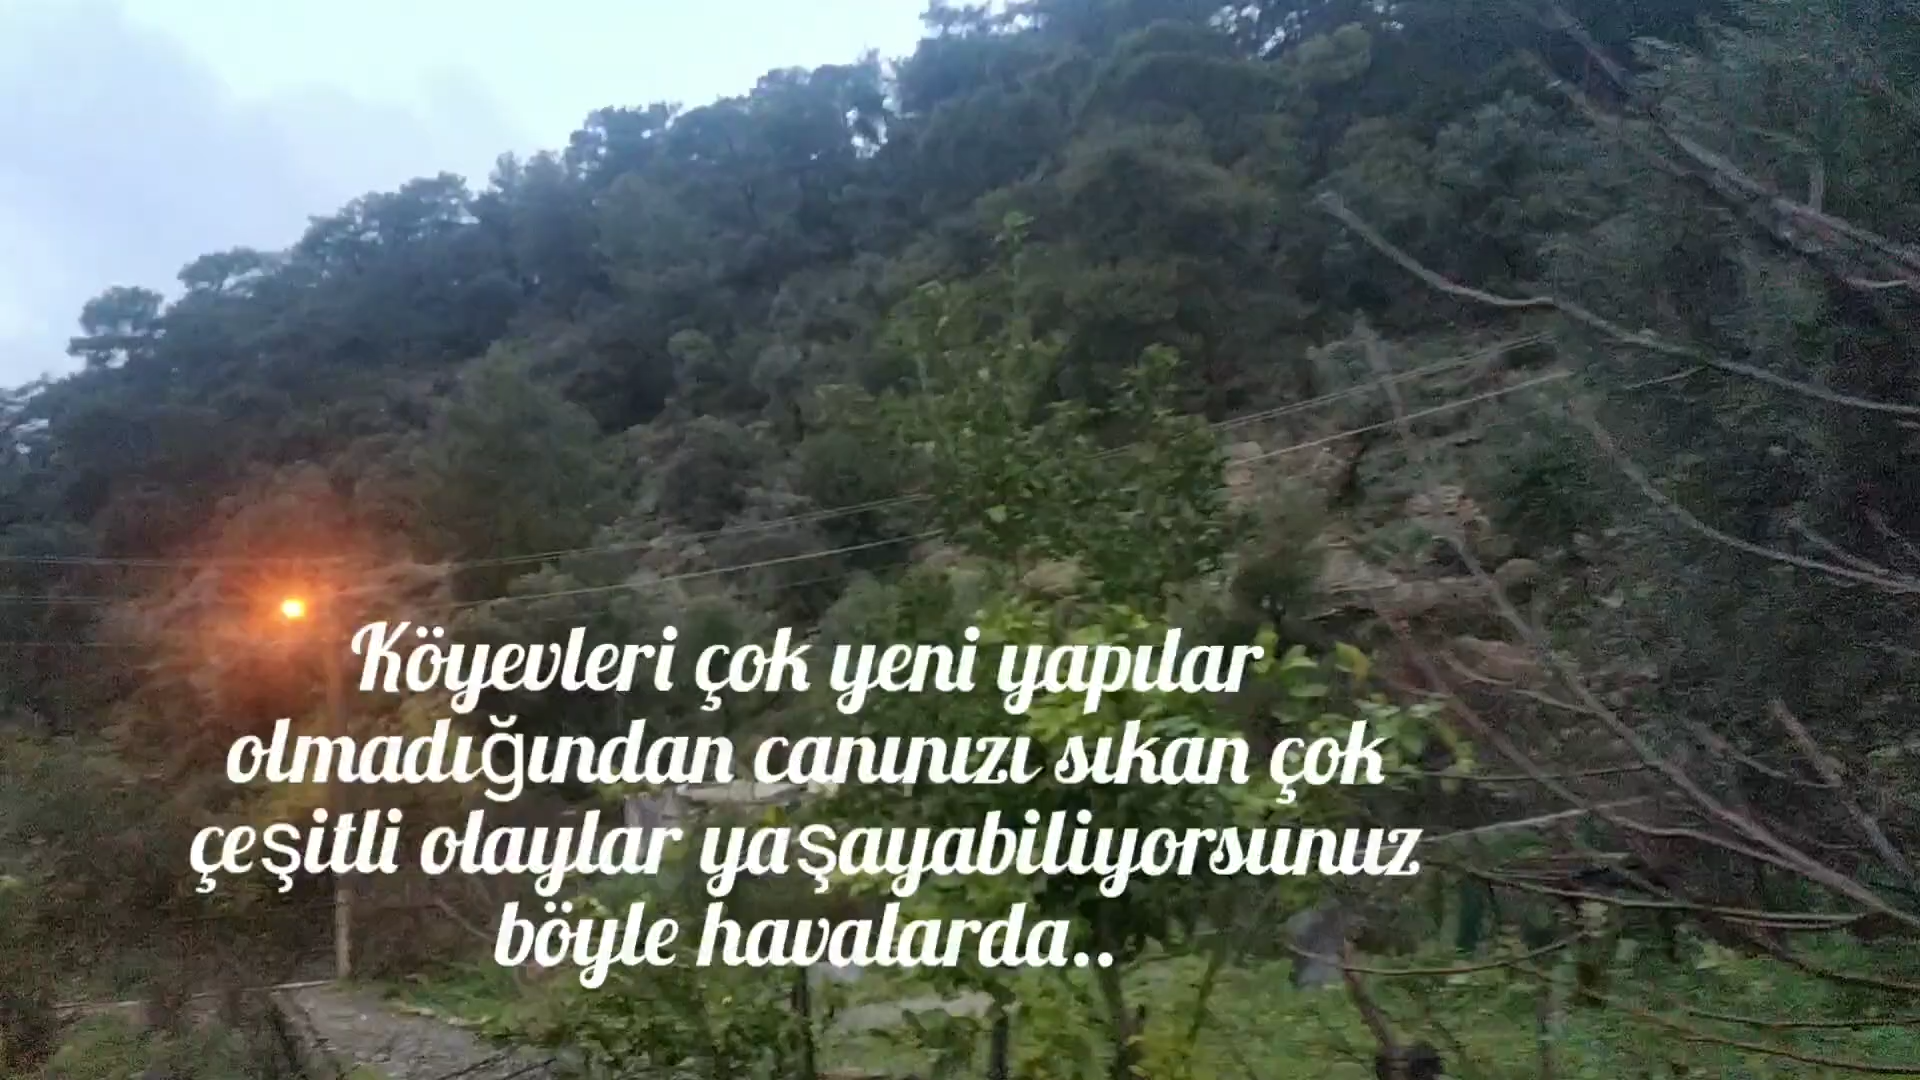 Köyevleri çok yeni yapılar
olmadığından canınızı sıkan çok
çeşitli olaylar yaşayabiliyorsunuz
böyle havalarda..